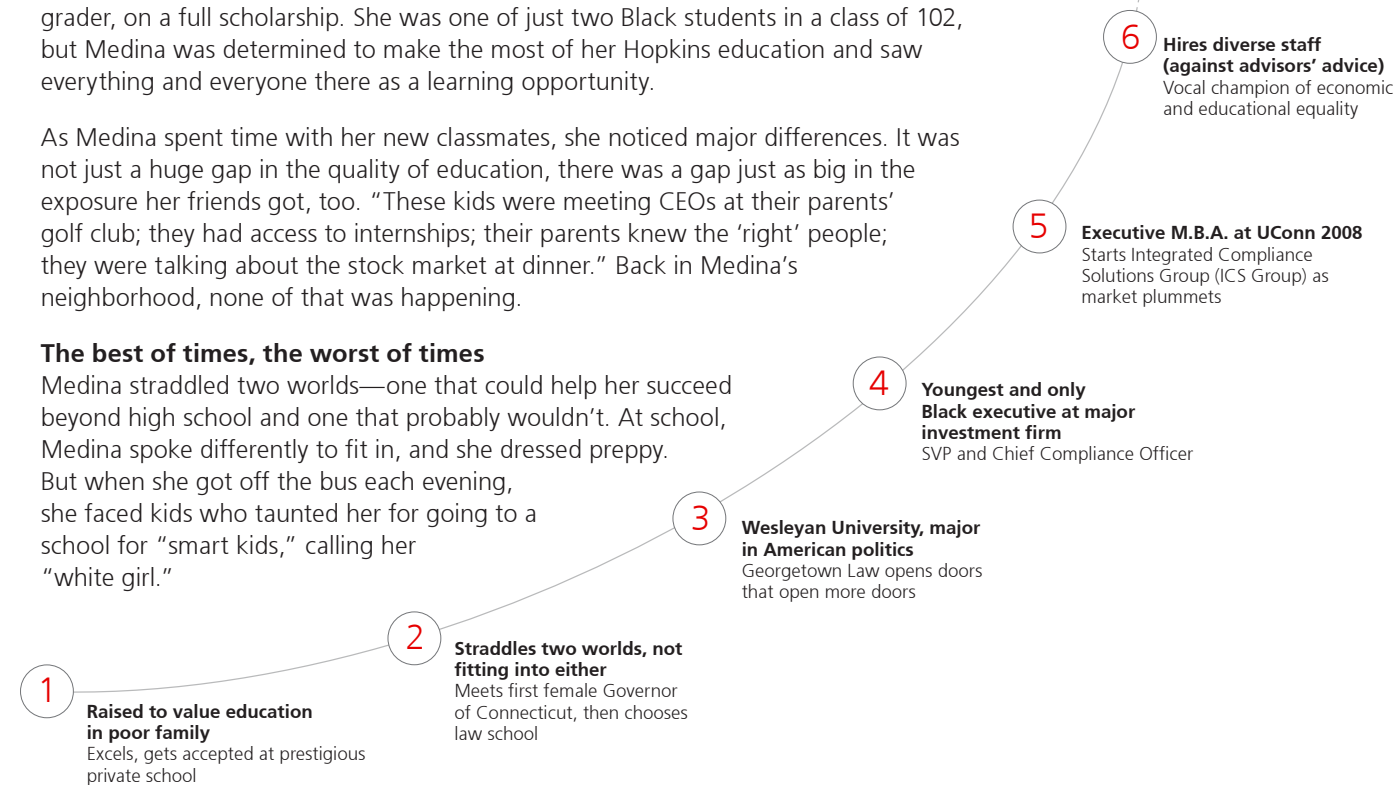 grader, on a full scholarship. She was one of just two Black students in a class of 102,
but Medina was determined to make the most of her Hopkins education and saw
everything and everyone there as a learning opportunity.
As Medina spent time with her new classmates, she noticed major differences. It was
not just a huge gap in the quality of education, there was a gap just as big in the
exposure her friends got, too. “These kids were meeting CEOs at their parents’
golf club; they had access to internships; their parents knew the ‘right’ people;
they were talking about the stock market at dinner.” Back in Medina’s
neighborhood, none of that was happening.
The best of times, the worst of times
Medina straddled two worlds—one that could help her succeed
beyond high school and one that probably wouldn’t. At school,
Medina spoke differently to fit in, and she dressed preppy.
But when she got off the bus each evening,
she faced kids who taunted her for going to a
school for “smart kids,” calling her
“white girl.”
1
Raised to value education
in poor family
Excels, gets accepted at prestigious
private school
2
Straddles two worlds, not
fitting into either
Meets first female Governor
of Connecticut, then chooses
law school
3
Wesleyan University, major
in American politics
Georgetown Law opens doors
that open more doors
4
Youngest and only
Black executive at major
investment firm
SVP and Chief Compliance Officer
5
Executive M.B.A. at UConn 2008
Starts Integrated Compliance
Solutions Group (ICS Group) as
market plummets
6
Hires diverse staff
(against advisors’ advice)
Vocal champion of economic
and educational equality